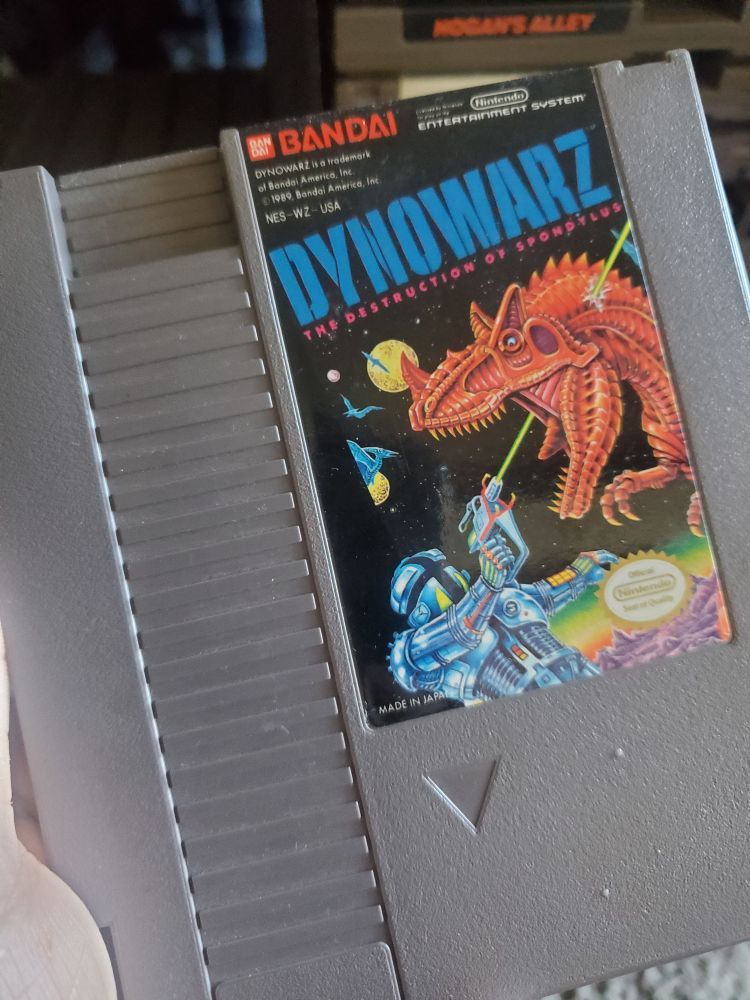 HOGAN'S ALLEY
BAN
DAI
BANDAI
Nintendo
ENTERTAINMENT SYSTEM
DYNOWARZ is a trademark
of Bandai America, Inc.
© 1989, Bandai America, Inc.
NES-WZ-USA
DYNOWARZ
THE DESTRUCTION OF SPONDYLUS
Official
Nintendo
Seal of Quality
MADE IN JAPAN